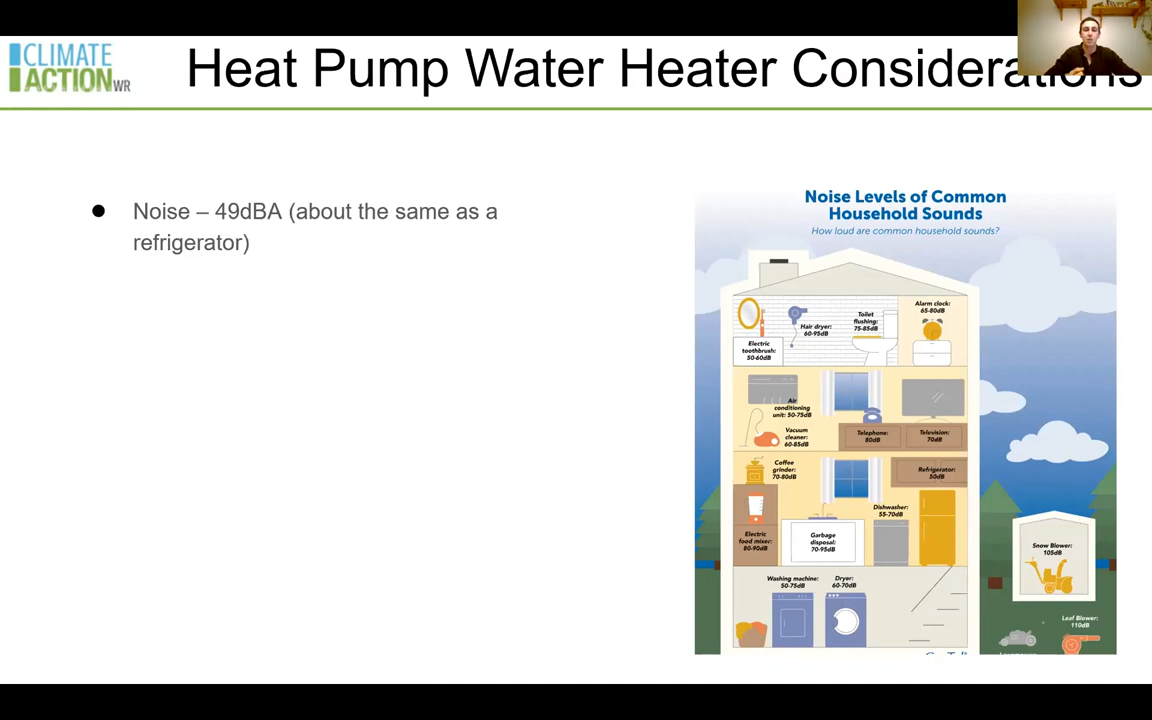 CLIMATE
ACTIONWR
Heat Pump Water Heater Considerations
● Noise – 49dBA (about the same as a
refrigerator)
Noise Levels of Common
Household Sounds
How loud are common household sounds?
Alarm clock:
65-80dB
Toilet
flushing:
75-85dB
Hair dryer:
60-95dB
Electric
toothbrush:
50-60dB
Air
conditioning
unit: 50-75dB
Vacuum
cleaner:
60-85dB
Telephone:
80dB
Television:
70dB
Coffee
grinder:
70-80dB
Refrigerator:
50dB
Dishwasher:
55-70dB
Electric
food mixer:
80-90dB
Garbage
disposal:
70-95dB
Snow Blower:
105dB
Washing machine:
50-75dB
Dryer:
60-70dB
Leaf Blower:
110dB